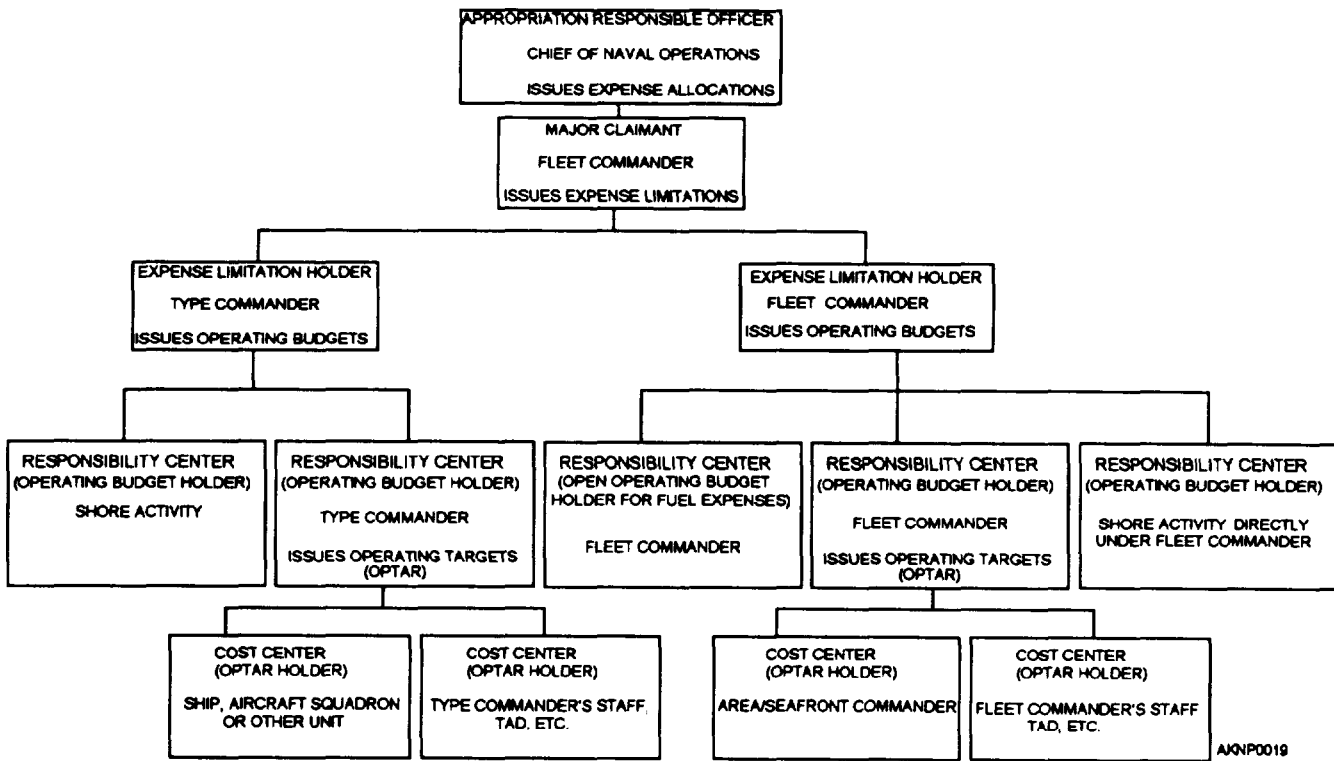 APPROPRIATION RESPONSIBLE OFFICER
CHIEF OF NAVAL OPERATIONS
ISSUES EXPENSE ALLOCATIONS
MAJOR CLAIMANT
FLEET COMMANDER
ISSUES EXPENSE LIMITATIONS
EXPENSE LIMITATION HOLDER
TYPE COMMANDER
ISSUES OPERATING BUDGETS
EXPENSE LIMITATION HOLDER
FLEET COMMANDER
ISSUES OPERATING BUDGETS
RESPONSIBILITY CENTER
(OPERATING BUDGET HOLDER)
SHORE ACTIVITY
RESPONSIBILITY CENTER
(OPERATING BUDGET HOLDER)
TYPE COMMANDER
ISSUES OPERATING TARGETS
(OPTAR)
RESPONSIBILITY CENTER
(OPEN OPERATING BUDGET
HOLDER FOR FUEL EXPENSES)
FLEET COMMANDER
RESPONSIBILITY CENTER
(OPERATING BUDGET HOLDER)
FLEET COMMANDER
ISSUES OPERATING TARGETS
(OPTAR)
RESPONSIBILITY CENTER
(OPERATING BUDGET HOLDER)
SHORE ACTIVITY DIRECTLY
UNDER FLEET COMMANDER
COST CENTER
(OPTAR HOLDER)
SHIP, AIRCRAFT SQUADRON
OR OTHER UNIT
COST CENTER
(OPTAR HOLDER)
TYPE COMMANDER'S STAFF,
TAD, ETC.
COST CENTER
(OPTAR HOLDER)
AREA/SEAFRONT COMMANDER
COST CENTER
(OPTAR HOLDER)
FLEET COMMANDER'S STAFF
TAD, ETC.
AKNP0019